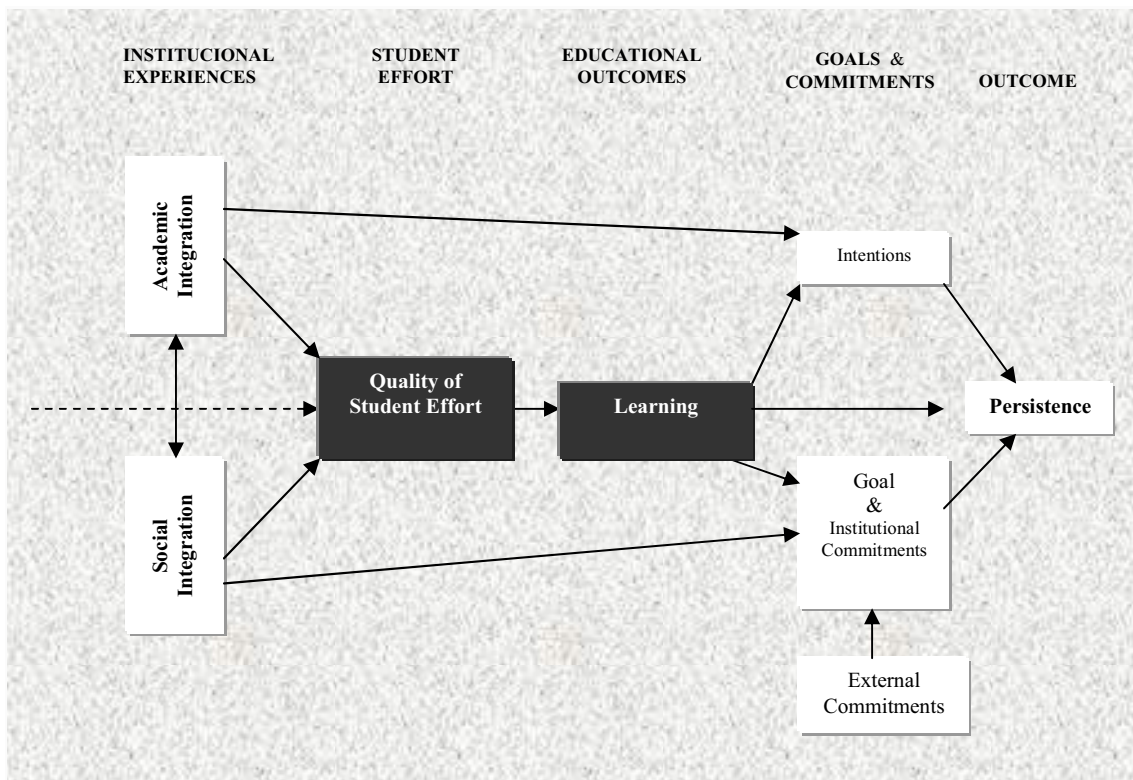 INSTITUCIONAL
EXPERIENCES
STUDENT
EFFORT
EDUCATIONAL
OUTCOMES
GOALS &
COMMITMENTS
OUTCOME
Academic
Integration
Intentions
Quality of
Student Effort
Learning
Persistence
Social
Integration
Goal
&
Institutional
Commitments
External
Commitments